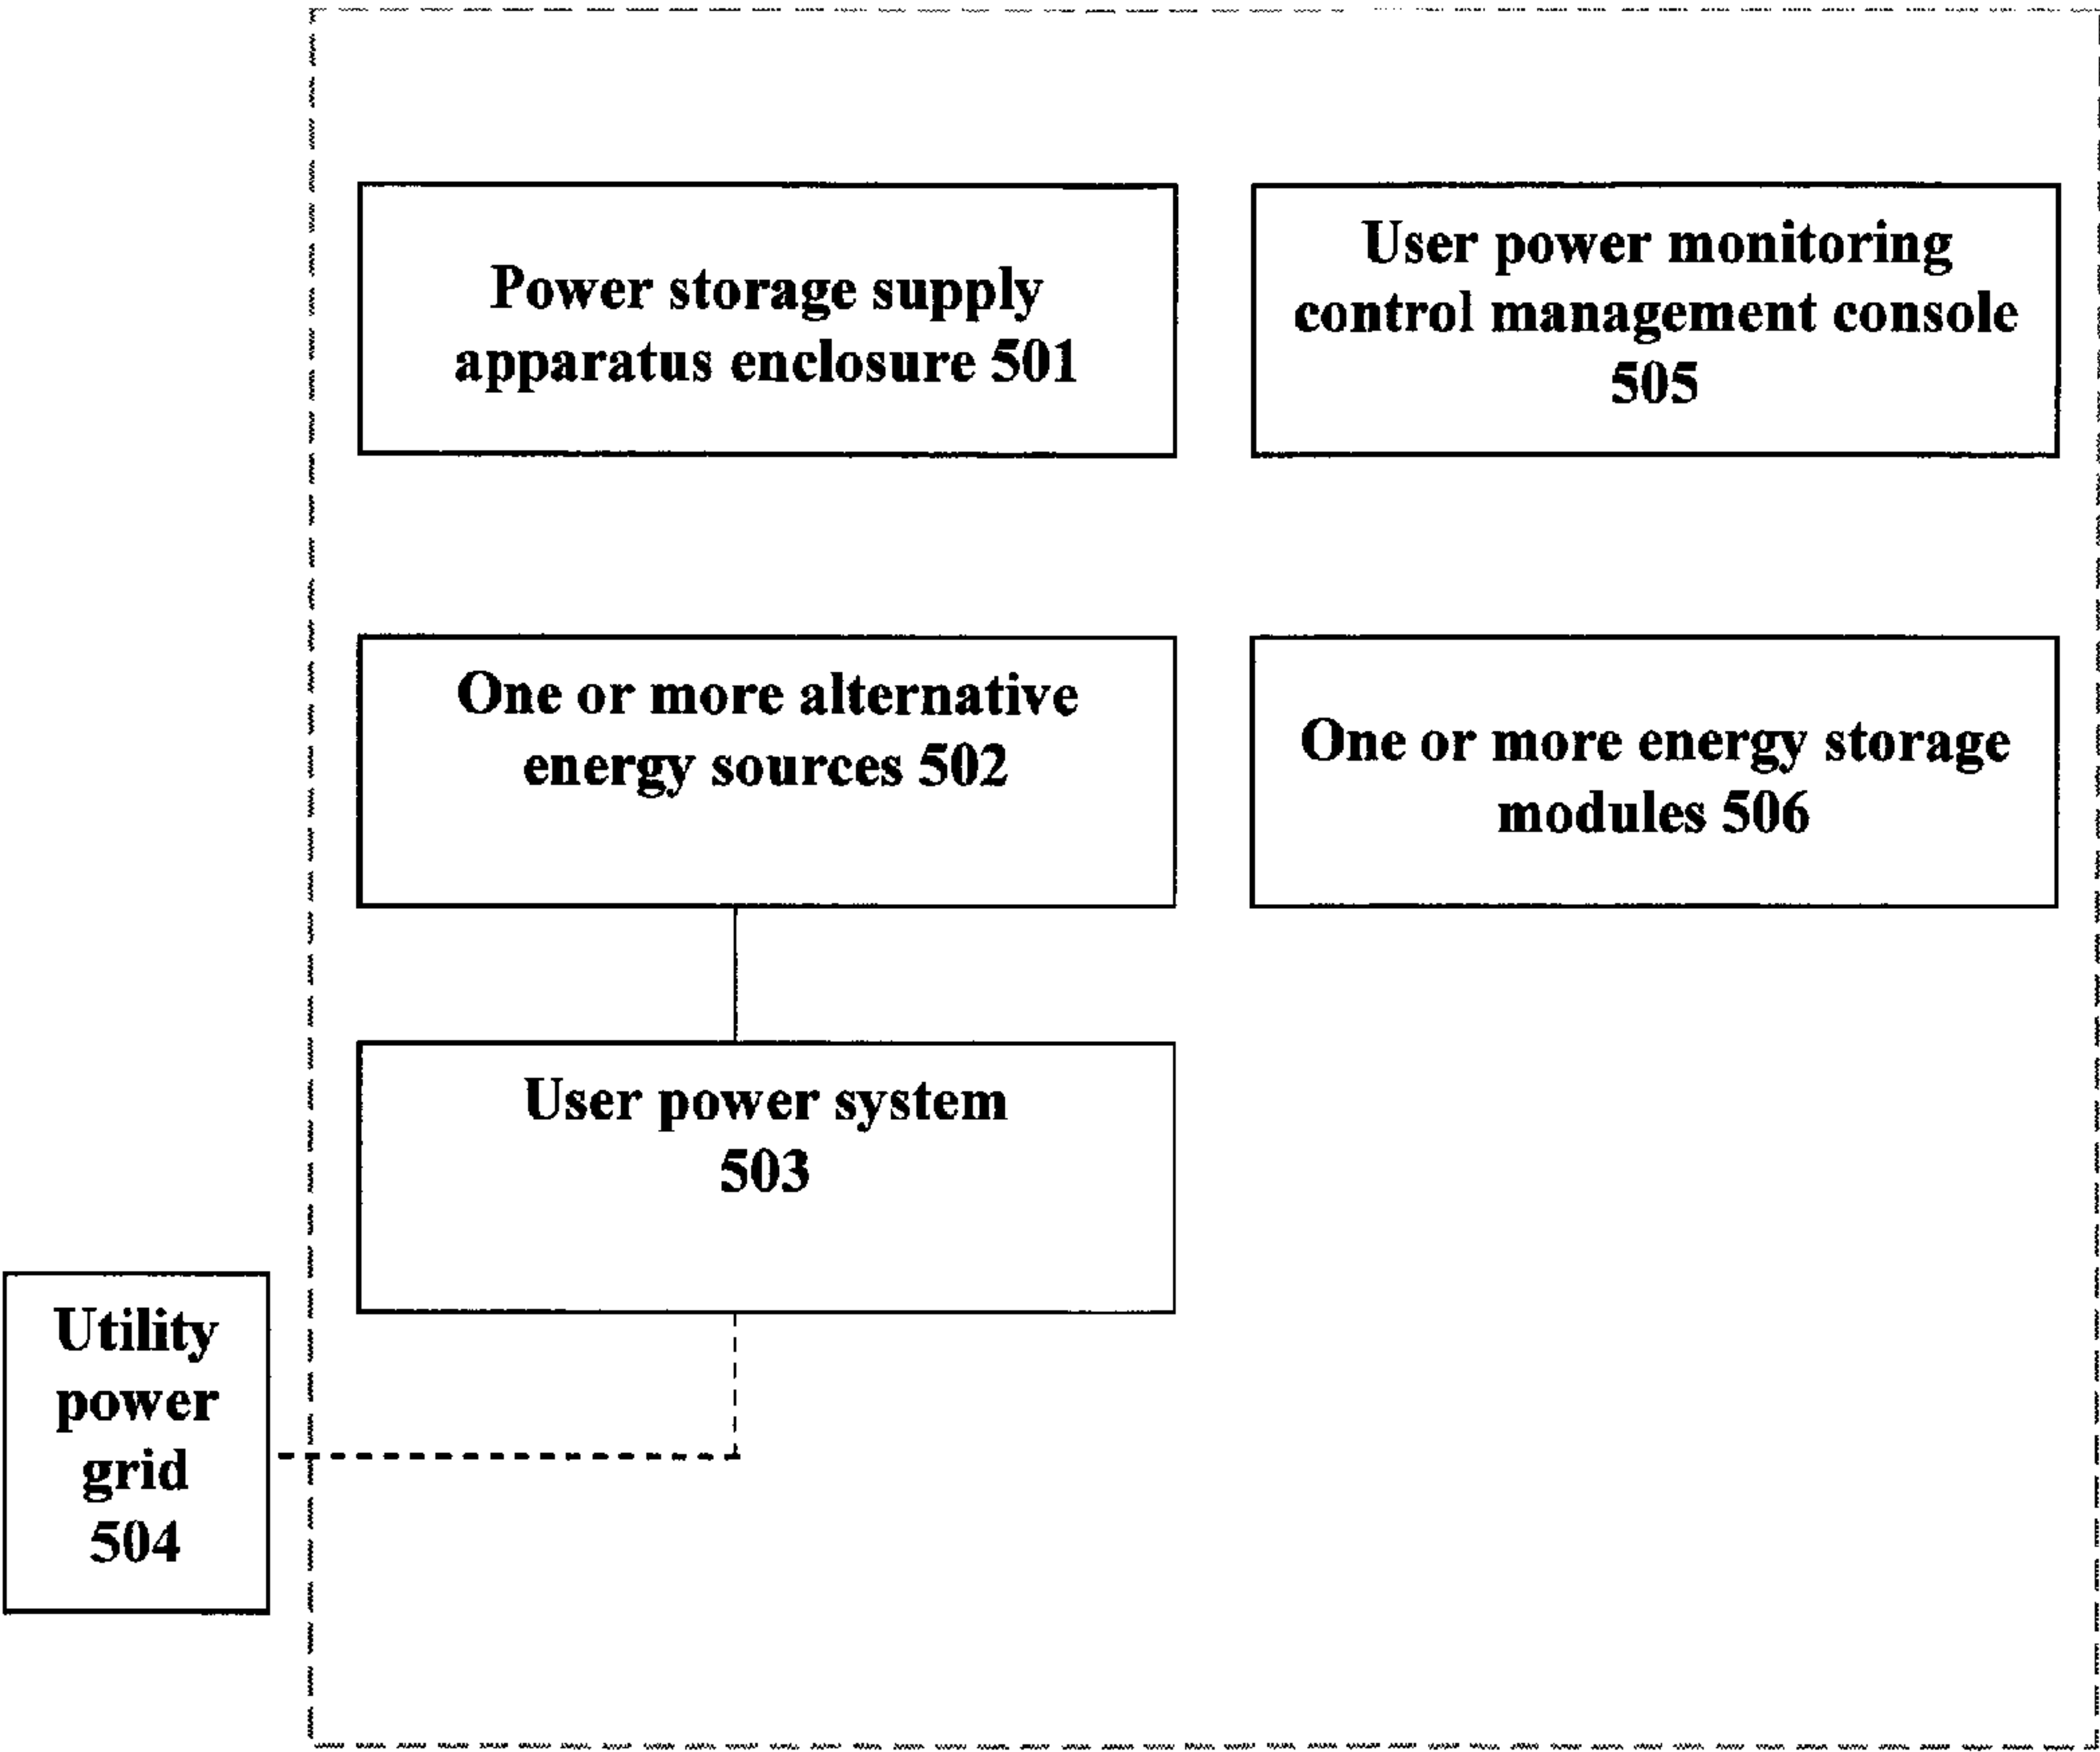 Power storage supply
apparatus enclosure 501
User power monitoring
control management console
505
One or more alternative
energy sources 502
One or more energy storage
modules 506
User power system
503
Utility
power
grid
504